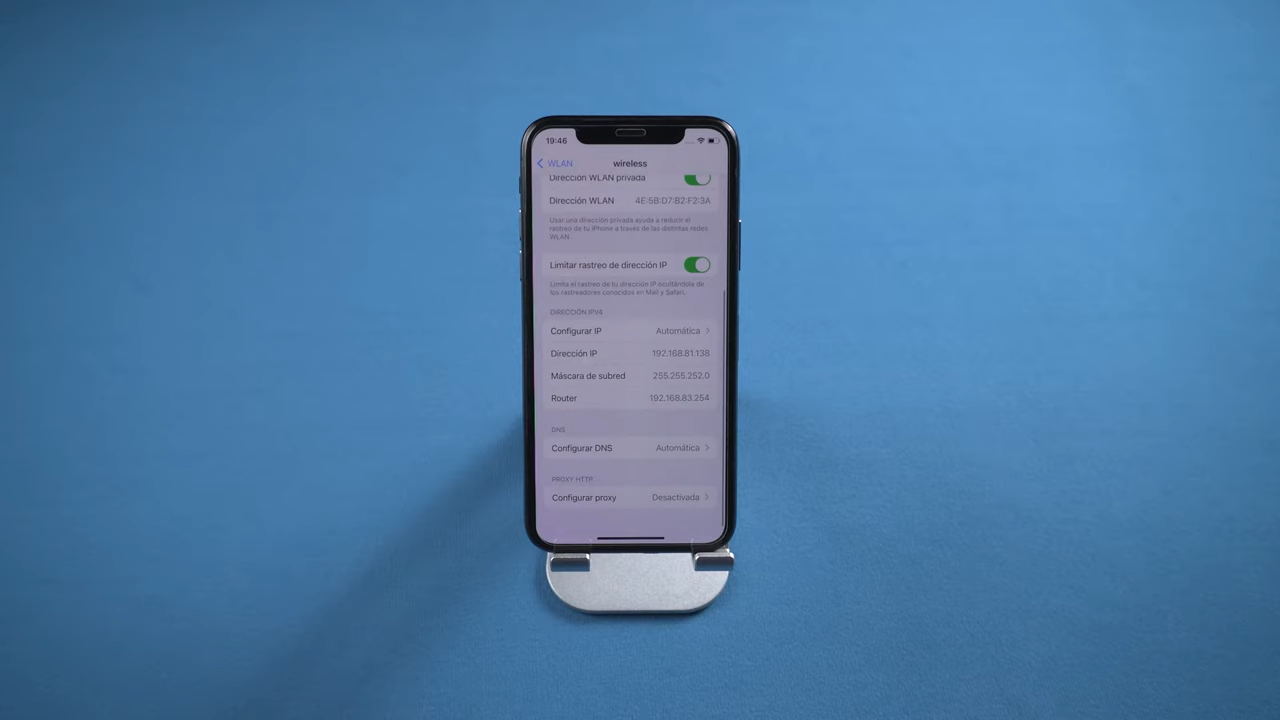 19:46
WLAN wireless
Dirección WLAN privada
Dirección WLAN 4E:5B:D7:B2:F2:3A
Usar una dirección privada ayuda a reducir el
rastreo de tu iPhone a través de las distintas redes
WLAN.
Limitar rastreo de dirección IP
Limita el rastreo de tu dirección IP ocultándola de
los rastreadores conocidos en Mail y Safari.
DIRECCIÓN IPV4
Configurar IP Automática
Dirección IP 192.168.81.138
Máscara de subred 255.255.252.0
Router 192.168.83.254
DNS
Configurar DNS Automática
PROXY HTTP
Configurar proxy Desactivada